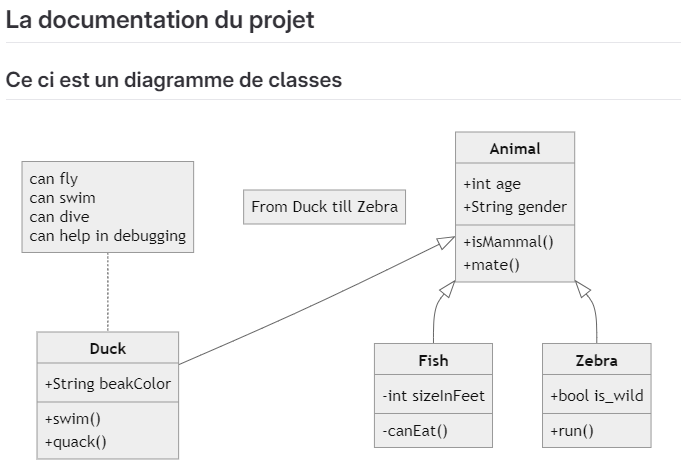 La documentation du projet
Ce ci est un diagramme de classes
can fly
can swim
can dive
can help in debugging
From Duck till Zebra
Animal
+int age
+String gender
+isMammal()
+mate()
Duck
+String beakColor
+swim()
+quack()
Fish
-int sizeInFeet
-canEat()
Zebra
+bool is_wild
+run()